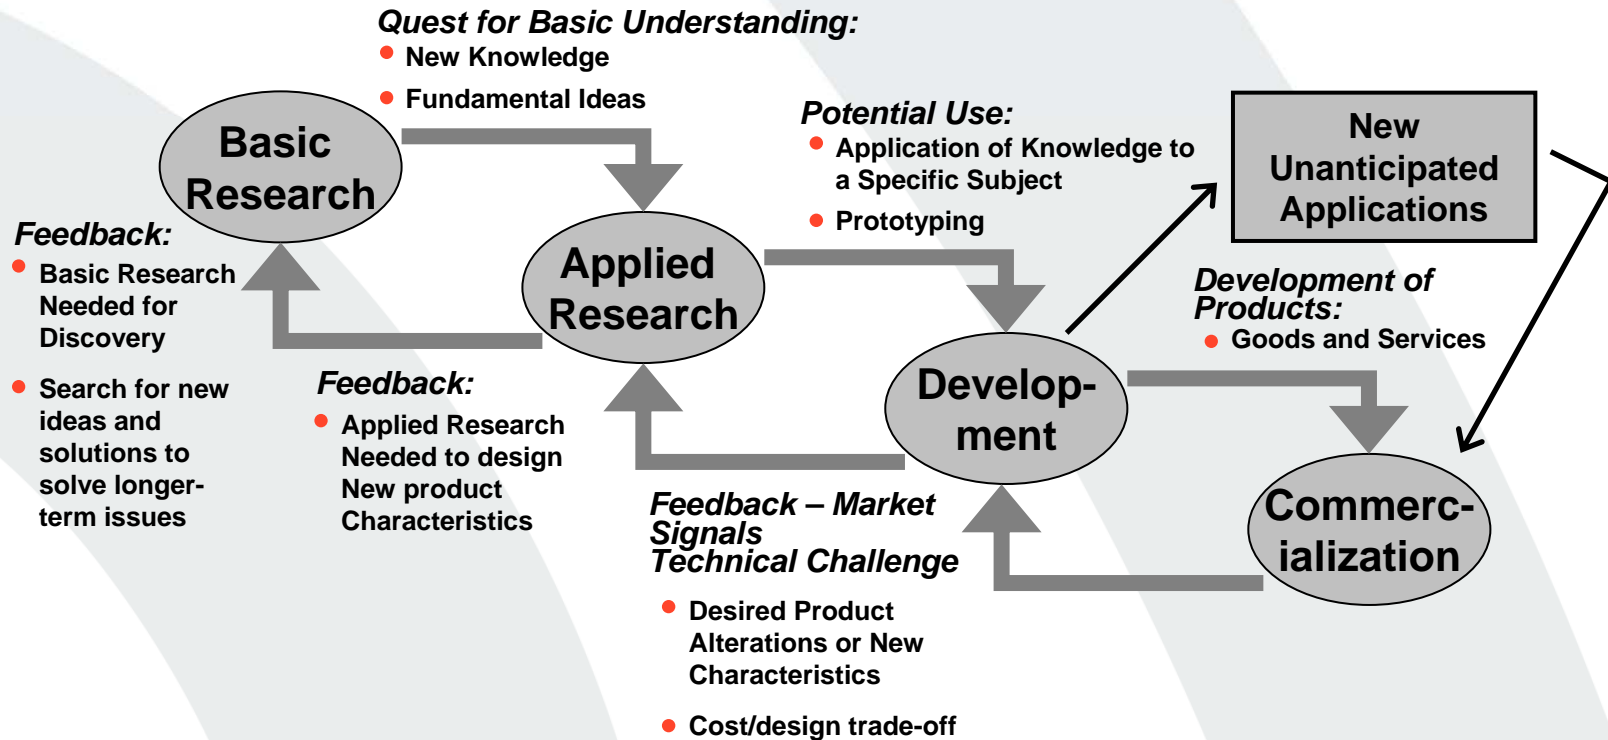 Quest for Basic Understanding:
New Knowledge
Fundamental Ideas
Basic
Research
Potential Use:
Application of Knowledge to
a Specific Subject
Prototyping
New
Unanticipated
Applications
Feedback:
Basic Research
Needed for
Discovery
Search for new
ideas and
solutions to
solve longer-
term issues
Applied
Research
Feedback:
Applied Research
Needed to design
New product
Characteristics
Development of
Products:
Goods and Services
Develop-
ment
Feedback – Market
Signals
Technical Challenge
Desired Product
Alterations or New
Characteristics
Cost/design trade-off
Commerc-
ialization